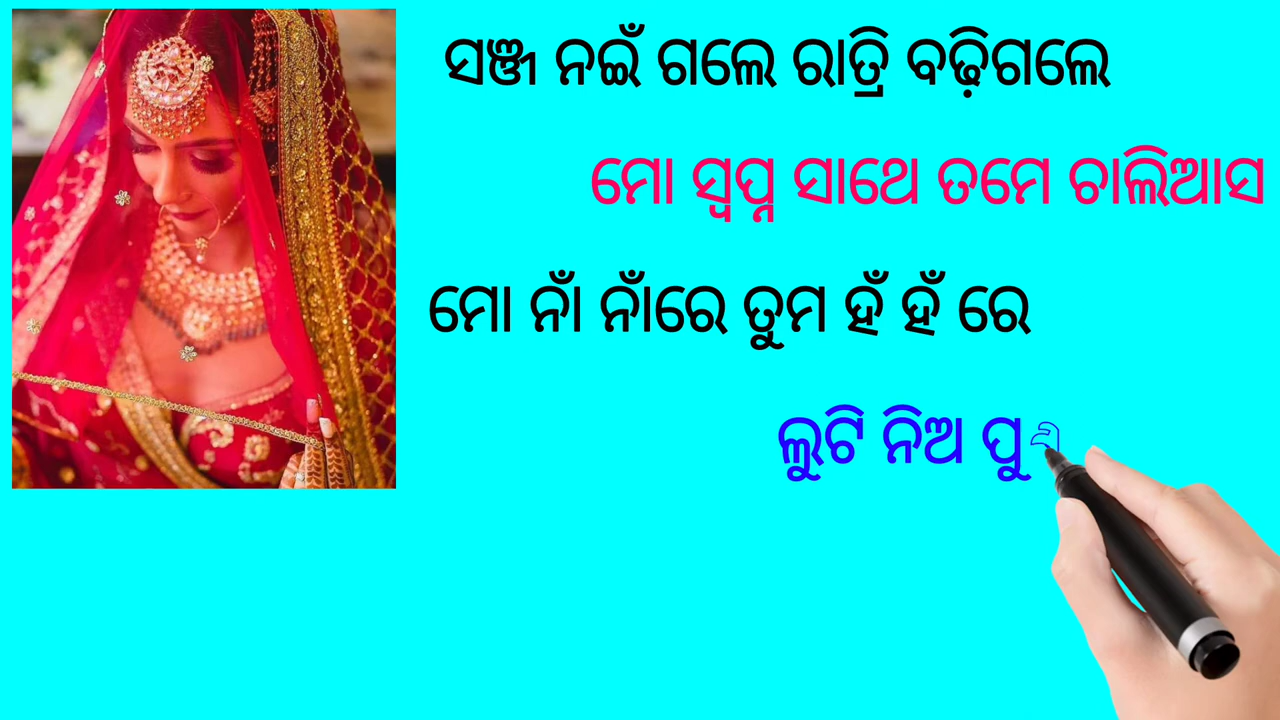 ସଞ୍ଜ ନଇଁ ଗଲେ ରାତ୍ରି ବଢ଼ିଗଲେ
ମୋ ସ୍ୱପ୍ନ ସାଥେ ତମେ ଚାଲିଆସ
ମୋ ନାଁ ନାଁରେ ତୁମ ହଁ ହଁ ରେ
ଲୁଟି ନିଅ ପୁ